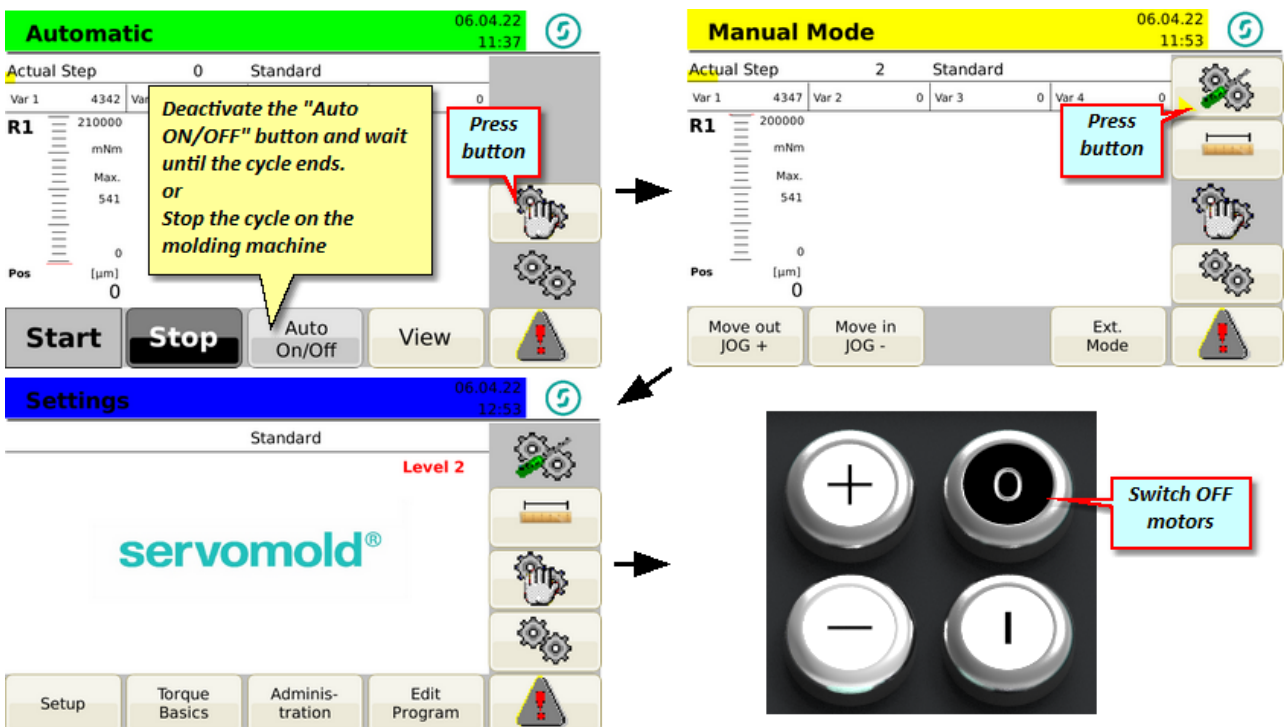 Automatic
06.04.22
11:37
Actual Step 0 Standard
Var 1 4342 Var 0
R1
210000
mNm
Max.
541
0
Pos [µm]
0
Deactivate the "Auto
ON/OFF" button and wait
until the cycle ends.
or
Stop the cycle on the
molding machine
Press
button
Start
Stop
Auto
On/Off
View
Manual Mode
06.04.22
11:53
Actual Step 2 Standard
Var 1 4347 Var 2 0 Var 3 0 Var 4 0
R1
200000
mNm
Max.
541
0
Pos [µm]
0
Press
button
Move out
JOG +
Move in
JOG -
Ext.
Mode
Settings
06.04.22
12:53
Standard
Level 2
servomold®
Setup
Torque
Basics
Adminis-
tration
Edit
Program
+ 0
− I
Switch OFF
motors